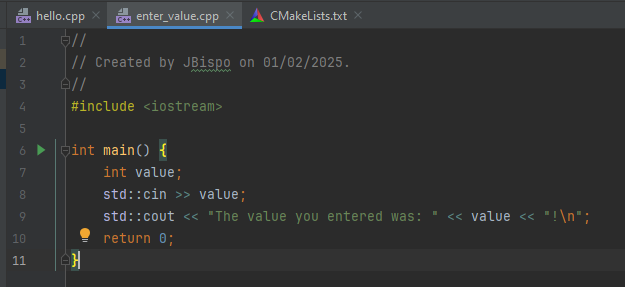 hello.cpp enter_value.cpp CMakeLists.txt
1 //
2 // Created by JBispo on 01/02/2025.
3 //
4 #include <iostream>
5
6 int main() {
7     int value;
8     std::cin >> value;
9     std::cout << "The value you entered was: " << value << "!\n";
10     return 0;
11 }